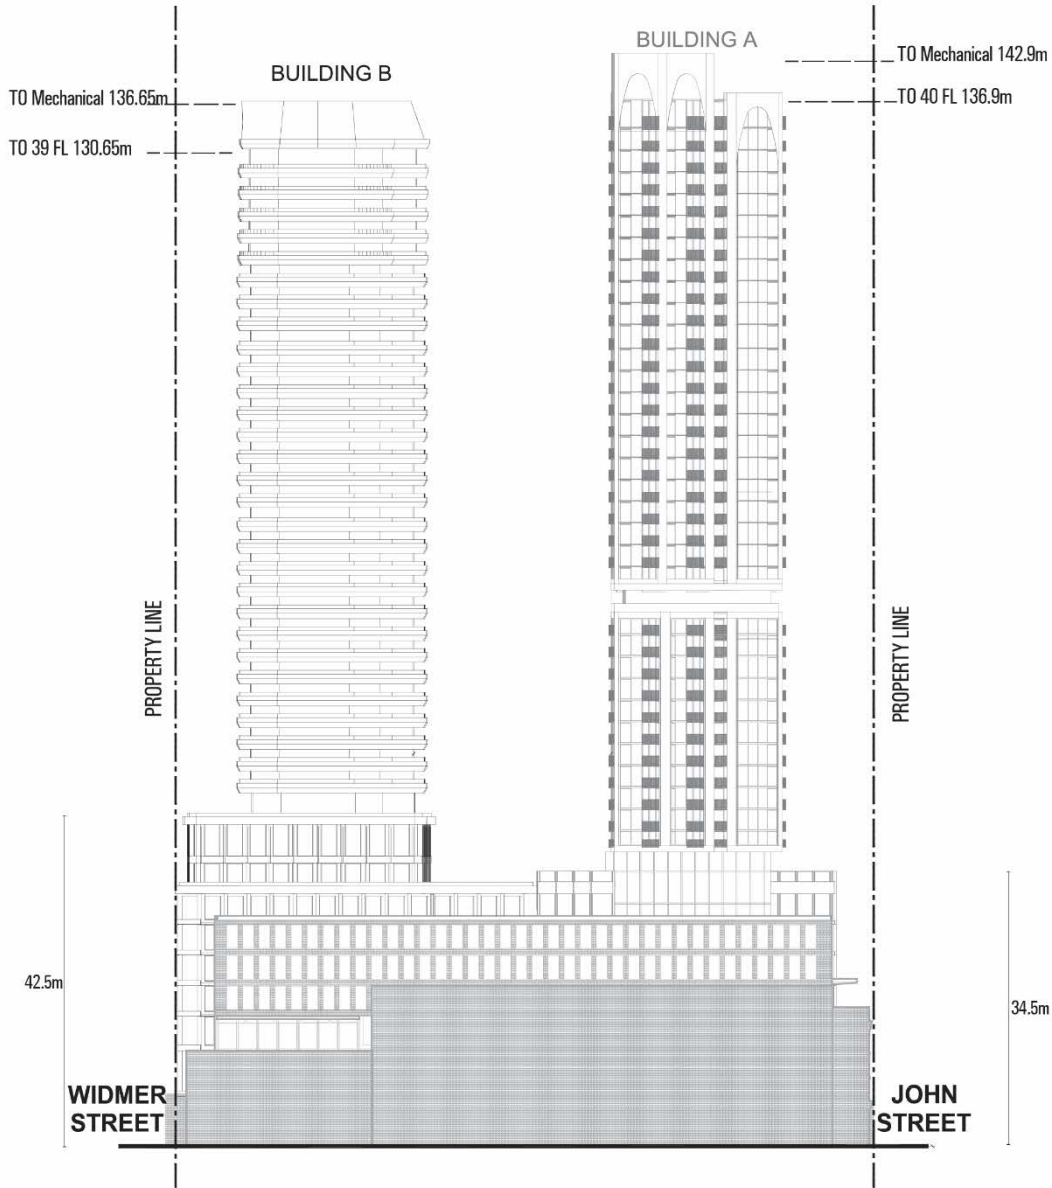 BUILDING A
BUILDING B
TO Mechanical 142.9m
TO Mechanical 136.65m
TO 40 FL 136.9m
TO 39 FL 130.65m
PROPERTY LINE
PROPERTY LINE
42.5m
34.5m
WIDMER
STREET
JOHN
STREET